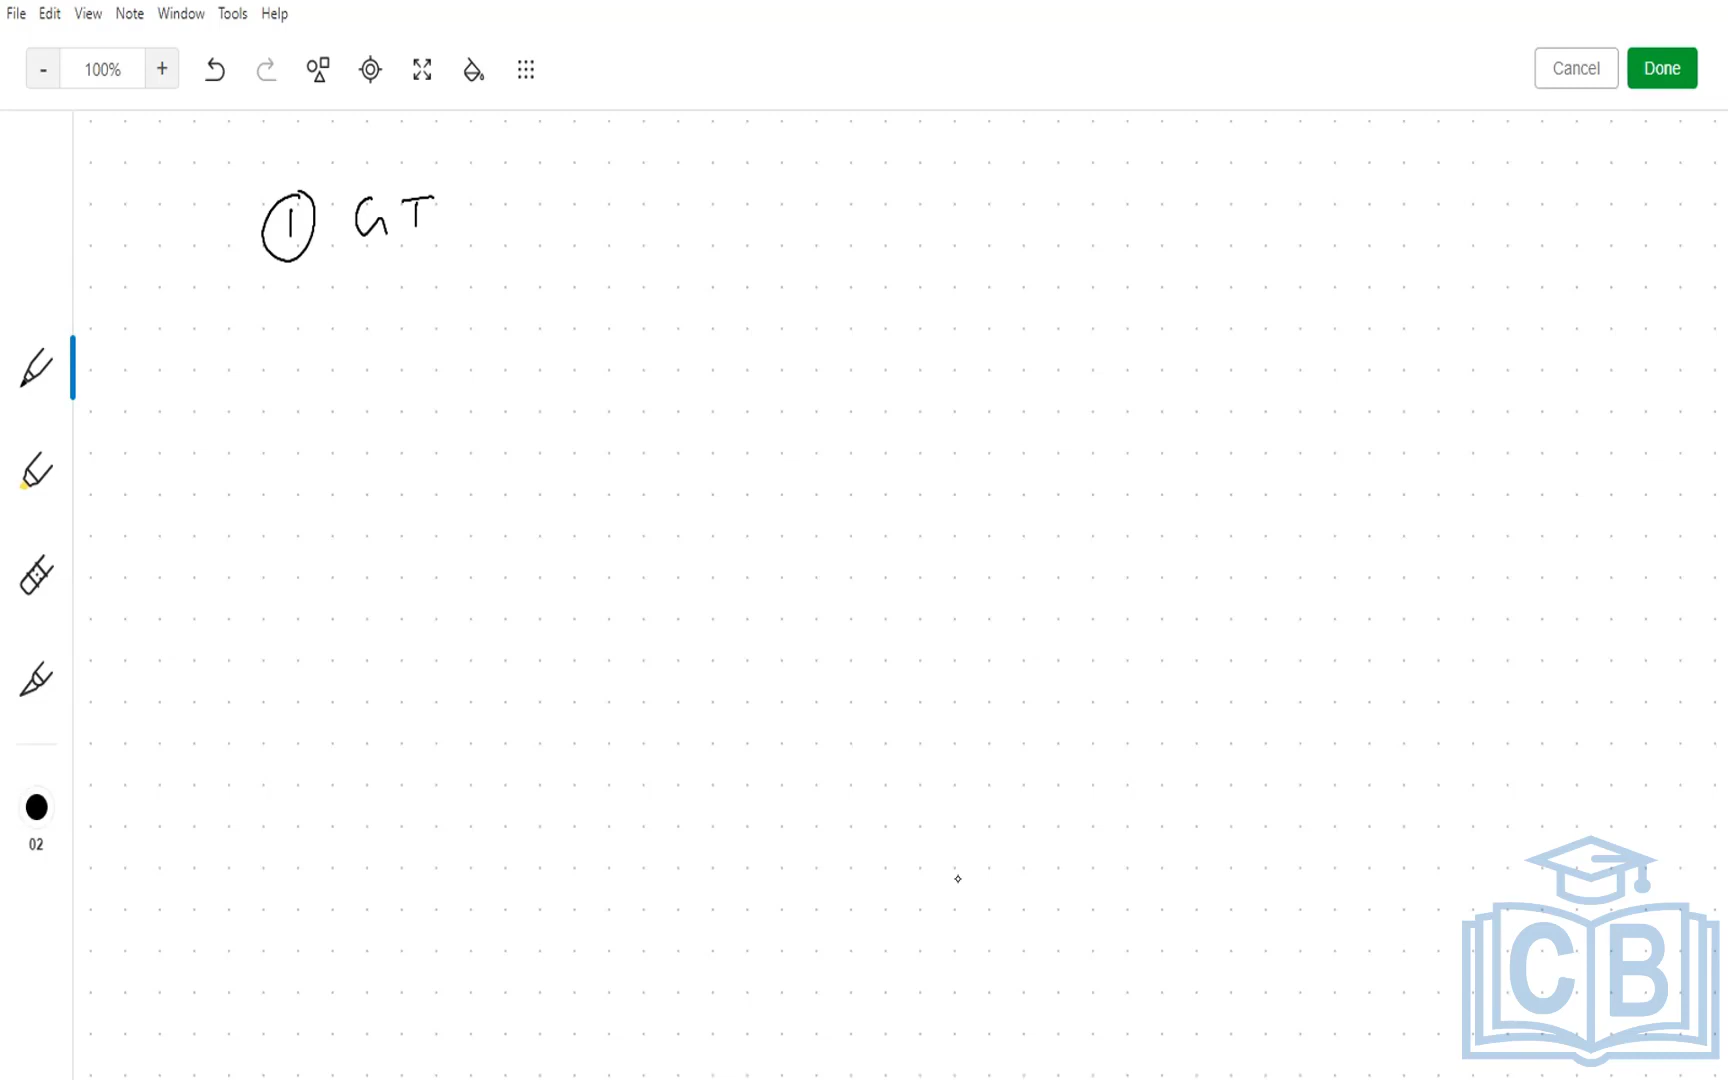 File Edit View Note Window Tools Help
- 100% + Cancel Done
① GT
02
CB